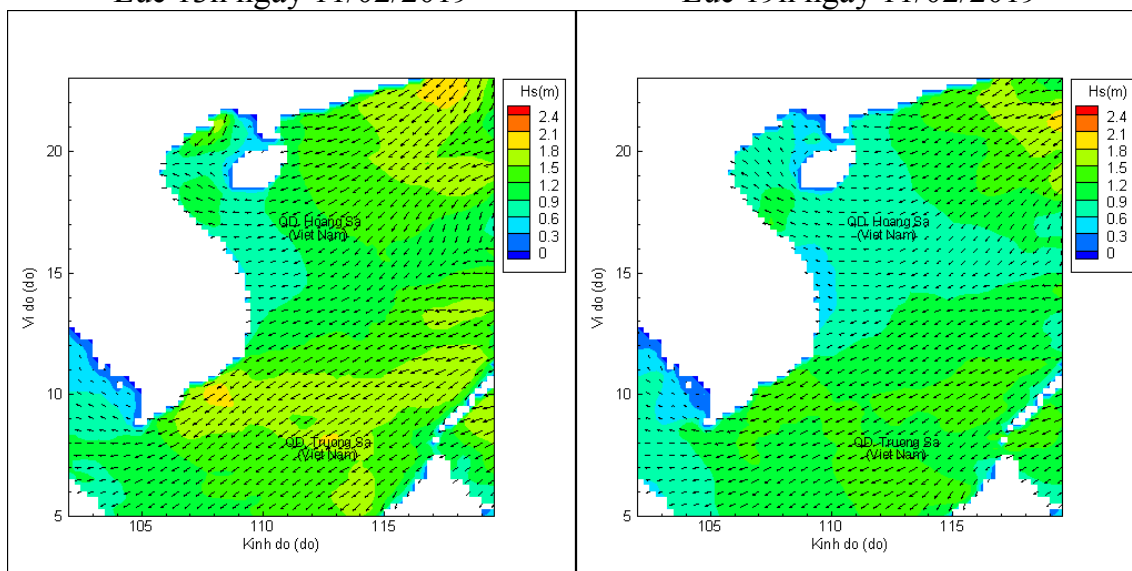 Lúc 13h ngày 11/02/2019
Lúc 19h ngày 11/02/2019
Hs(m)
2.4
2.1
1.8
1.5
1.2
0.9
0.6
0.3
0
20
15
10
5
Vi do (do)
QD. Hoang Sa
(Viet Nam)
QD. Truong Sa
(Viet Nam)
105
110
115
Kinh do (do)
Hs(m)
2.4
2.1
1.8
1.5
1.2
0.9
0.6
0.3
0
20
15
10
5
Vi do (do)
QD. Hoang Sa
(Viet Nam)
QD. Truong Sa
(Viet Nam)
105
110
115
Kinh do (do)